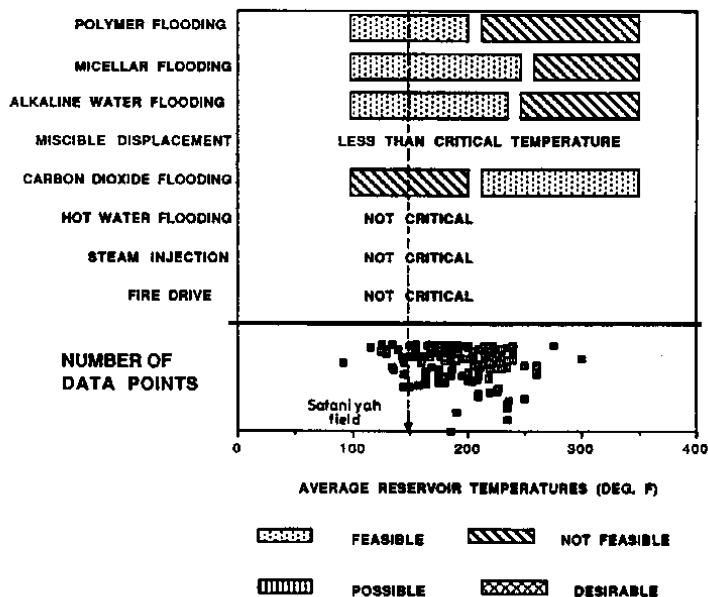 POLYMER FLOODING
MICELLAR FLOODING
ALKALINE WATER FLOODING
MISCIBLE DISPLACEMENT
LESS THAN CRITICAL TEMPERATURE
CARBON DIOXIDE FLOODING
HOT WATER FLOODING
NOT CRITICAL
STEAM INJECTION
NOT CRITICAL
FIRE DRIVE
NOT CRITICAL
NUMBER OF
DATA POINTS
Safaniyah
field
0 100 200 300 400
AVERAGE RESERVOIR TEMPERATURES (DEG. F)
FEASIBLE
NOT FEASIBLE
POSSIBLE
DESIRABLE